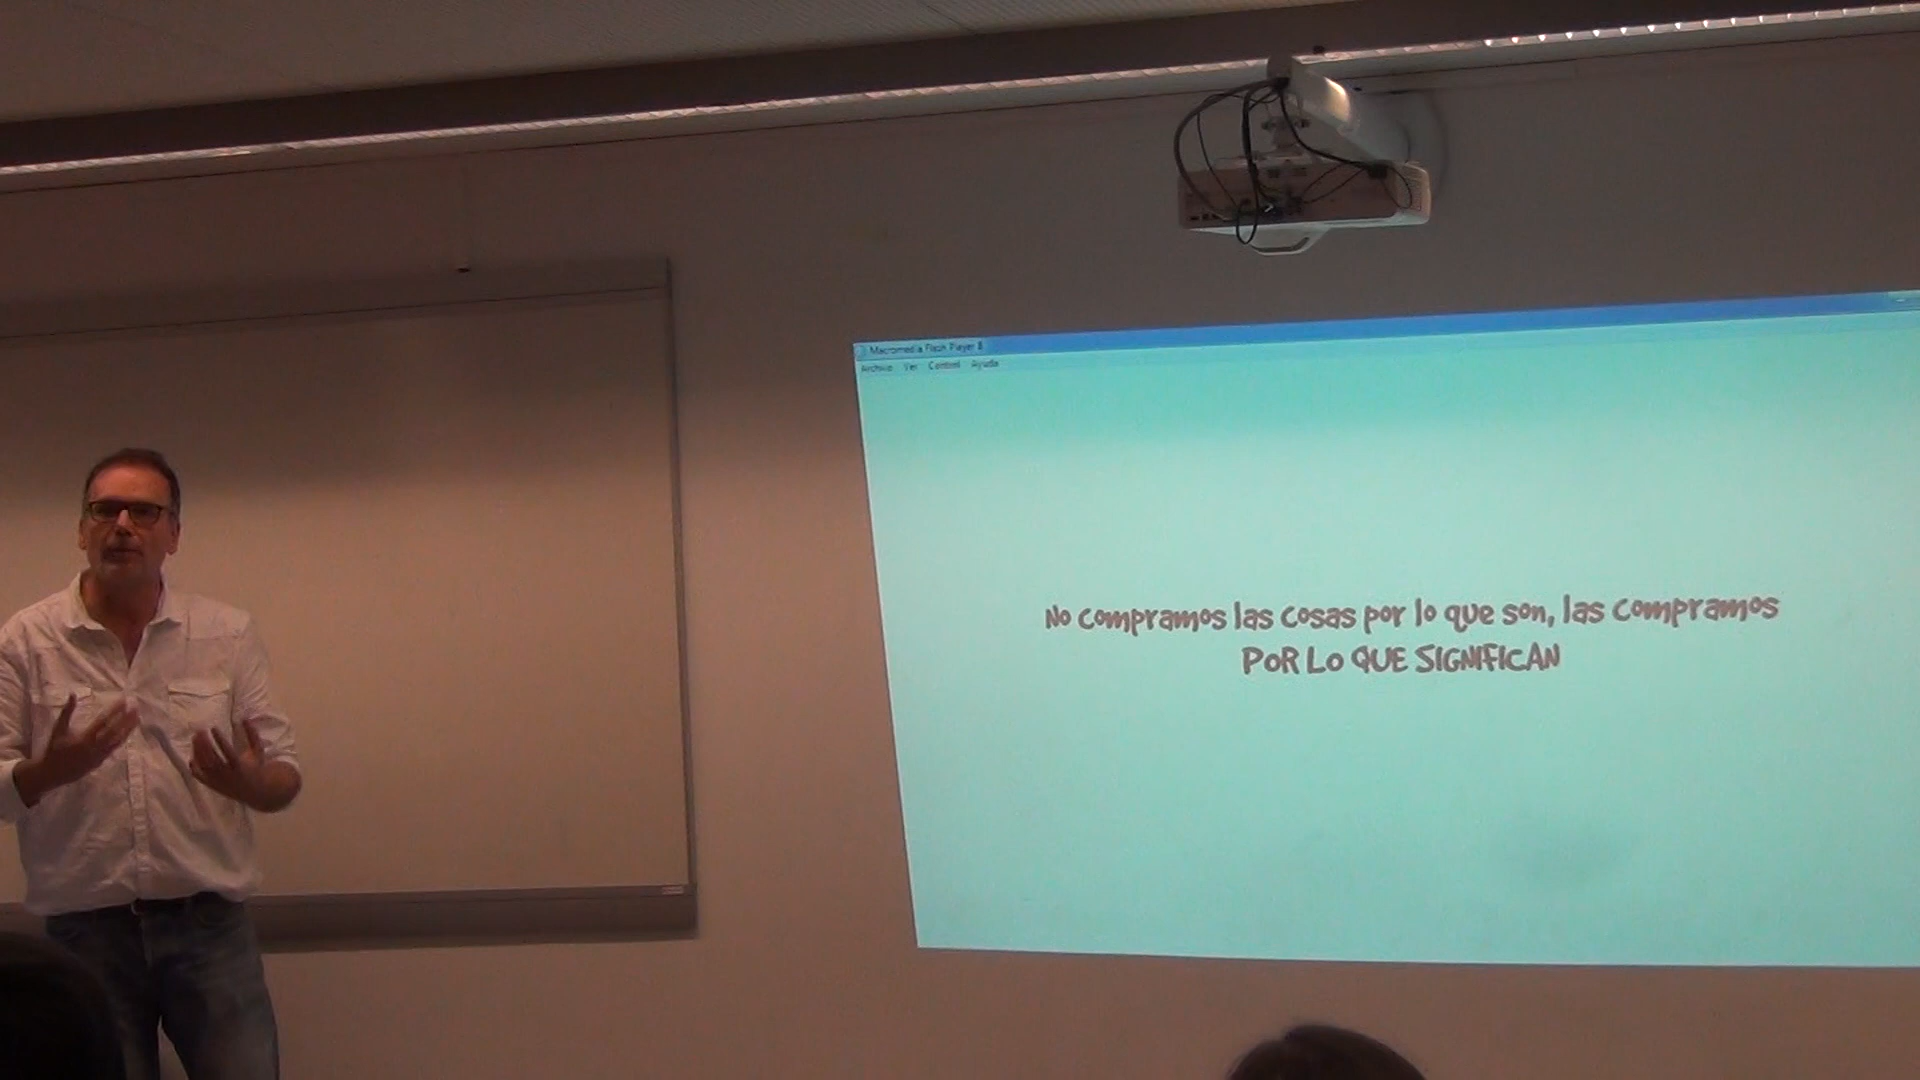 Macromedia Flash Player 8
Archivo Ver Control Ayuda
No compramos las cosas por lo que son, las compramos
POR LO QUE SIGNIFICAN